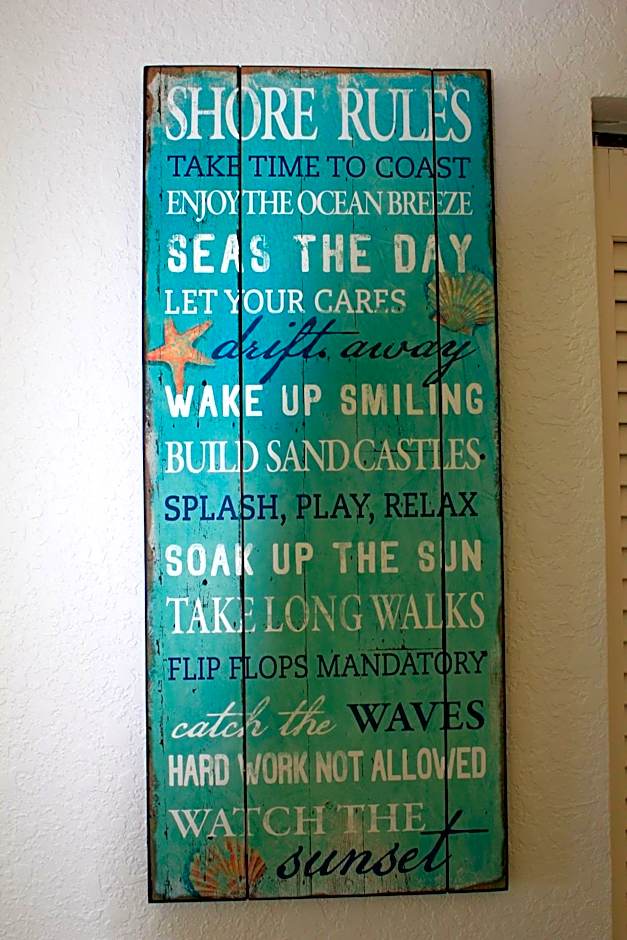 SHORE RULES
TAKE TIME TO COAST
ENJOY THE OCEAN BREEZE
SEAS THE DAY
LET YOUR CARES
drift away
WAKE UP SMILING
BUILD SANDCASTLES
SPLASH, PLAY, RELAX
SOAK UP THE SUN
TAKE LONG WALKS
FLIP FLOPS MANDATORY
catch the WAVES
HARD WORK NOT ALLOWED
WATCH THE
sunset